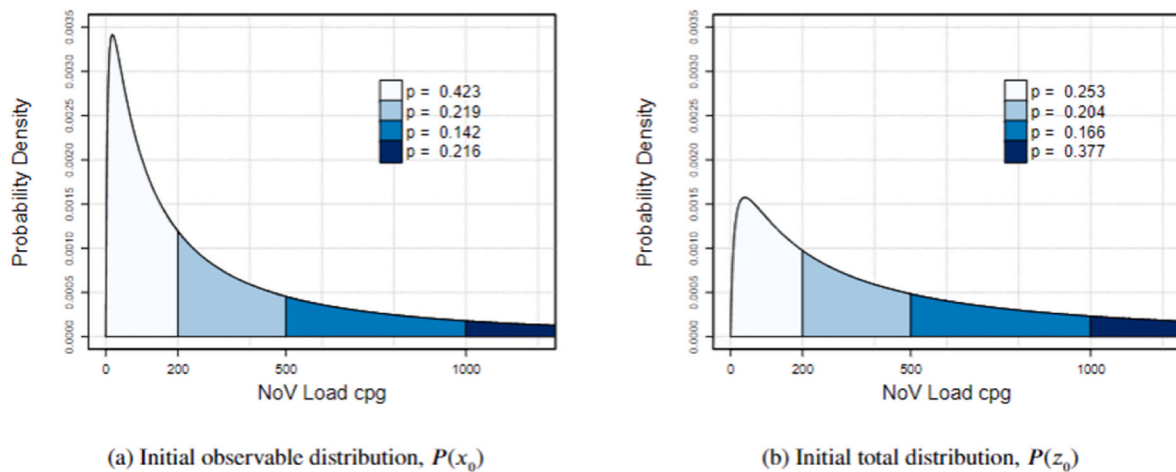 0.0035
0.0030
0.0025
0.0020
0.0015
0.0010
0.0005
0.0000
Probability Density
p = 0.423
p = 0.219
p = 0.142
p = 0.216
0 200 500 1000
NoV Load cpg
(a) Initial observable distribution, P(x₀)
0.0035
0.0030
0.0025
0.0020
0.0015
0.0010
0.0005
0.0000
Probability Density
p = 0.253
p = 0.204
p = 0.166
p = 0.377
0 200 500 1000
NoV Load cpg
(b) Initial total distribution, P(z₀)